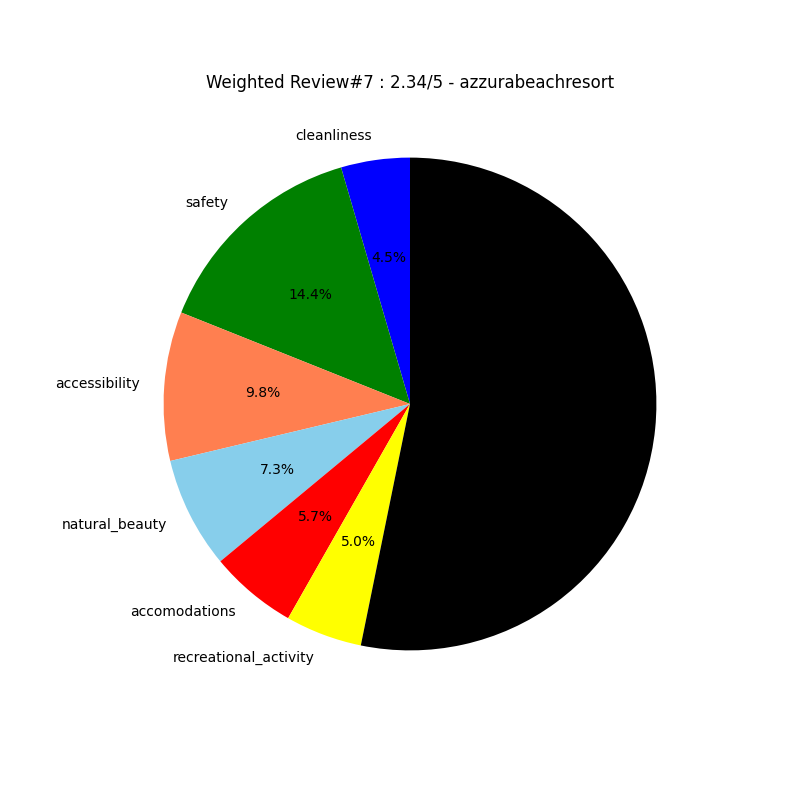 Weighted Review#7 : 2.34/5 - azzurabeachresort
cleanliness
4.5%
safety
14.4%
accessibility
9.8%
natural_beauty
7.3%
accomodations
5.7%
recreational_activity
5.0%